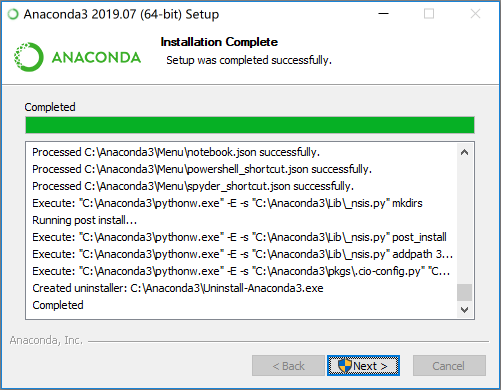 Anaconda3 2019.07 (64-bit) Setup
Installation Complete
Setup was completed successfully.
ANACONDA
Completed
Processed C:\Anaconda3\Menu\notebook.json successfully.
Processed C:\Anaconda3\Menu\powershell_shortcut.json successfully.
Processed C:\Anaconda3\Menu\spyder_shortcut.json successfully.
Execute: "C:\Anaconda3\pythonw.exe" -E -s "C:\Anaconda3\Lib\_nsis.py" mkdirs
Running post install...
Execute: "C:\Anaconda3\pythonw.exe" -E -s "C:\Anaconda3\Lib\_nsis.py" post_install
Execute: "C:\Anaconda3\pythonw.exe" -E -s "C:\Anaconda3\Lib\_nsis.py" addpath 3...
Execute: "C:\Anaconda3\pythonw.exe" -E -s "C:\Anaconda3\pkgs\.cio-config.py" "C...
Created uninstaller: C:\Anaconda3\Uninstall-Anaconda3.exe
Completed
Anaconda, Inc.
< Back
Next >
Cancel